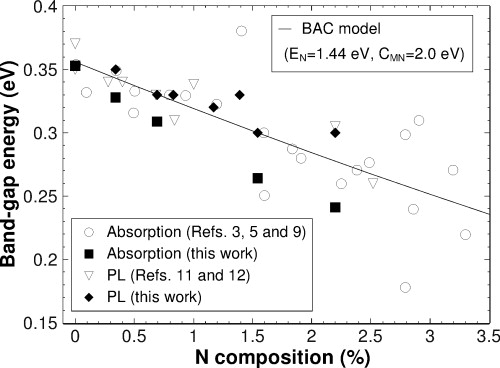 0.4
0.35
0.3
0.25
0.2
0.15
Band-gap energy (eV)
BAC model
(E_N=1.44 eV, C_MN=2.0 eV)
Absorption (Refs. 3, 5 and 9)
Absorption (this work)
PL (Refs. 11 and 12)
PL (this work)
0 0.5 1 1.5 2 2.5 3 3.5
N composition (%)